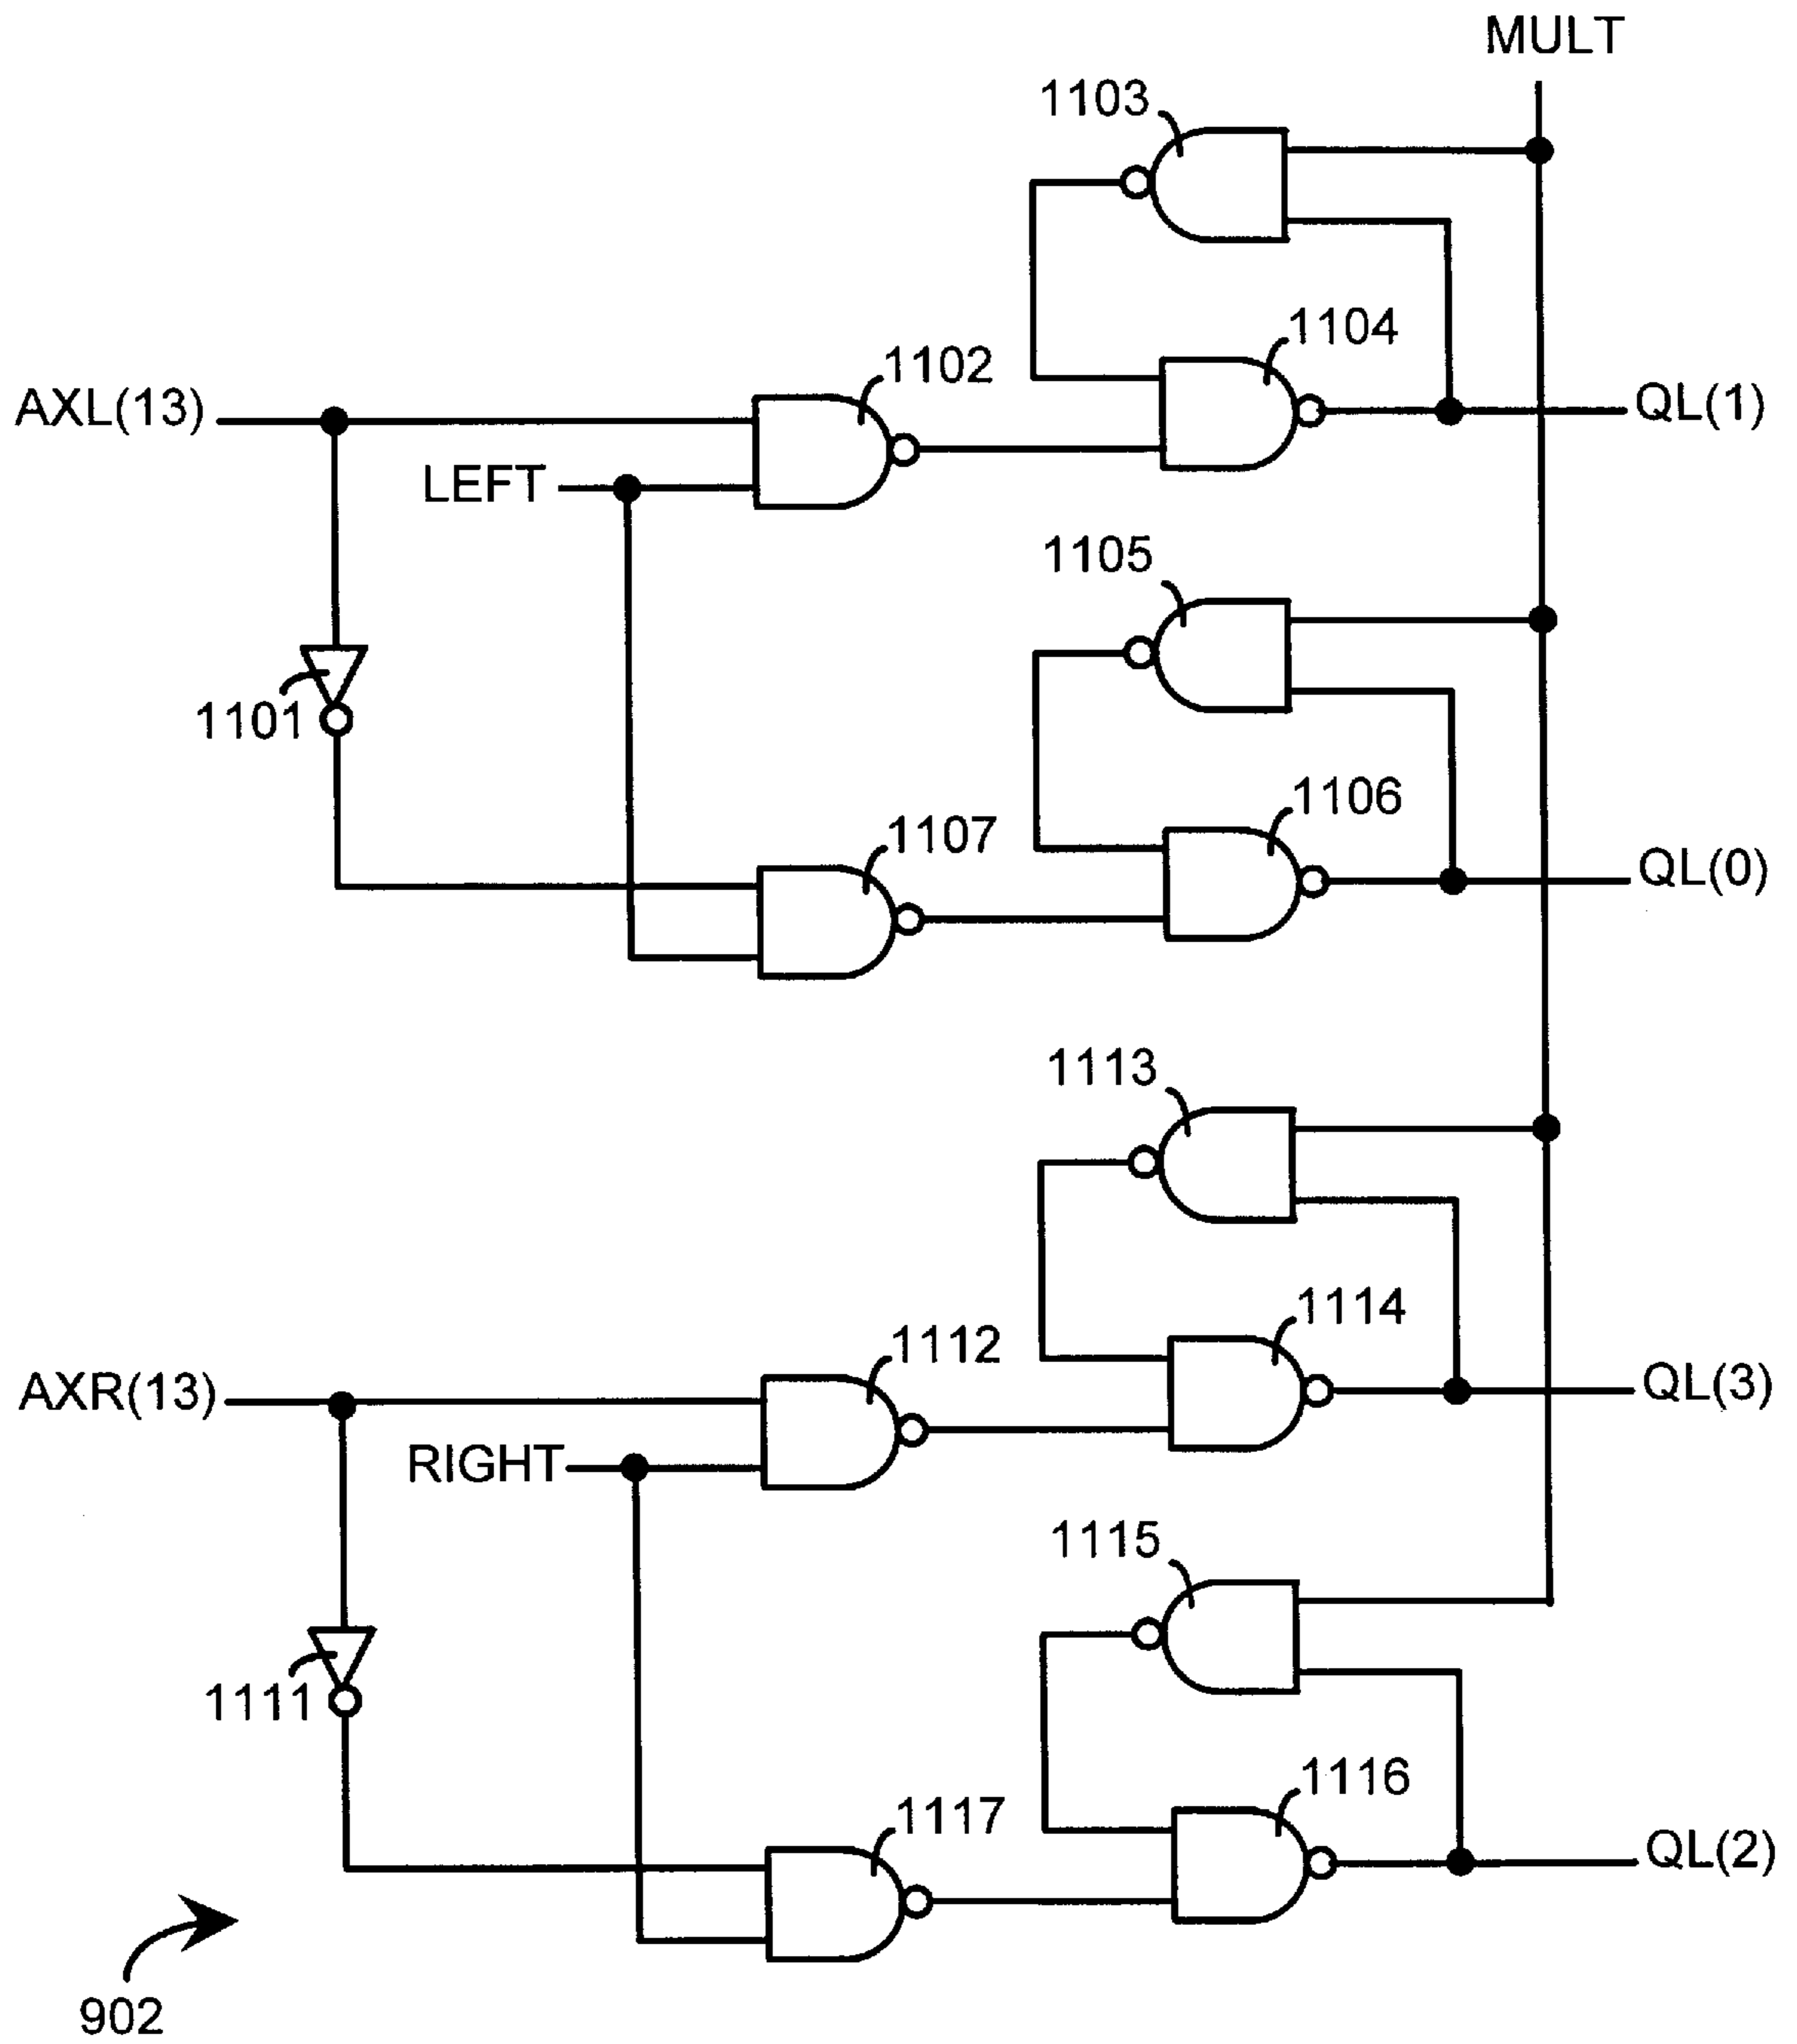 MULT
1103
1104
1102
AXL(13)
QL(1)
LEFT
1105
1101
1106
1107
QL(0)
1113
1114
1112
AXR(13)
QL(3)
RIGHT
1115
1111
1116
1117
QL(2)
902